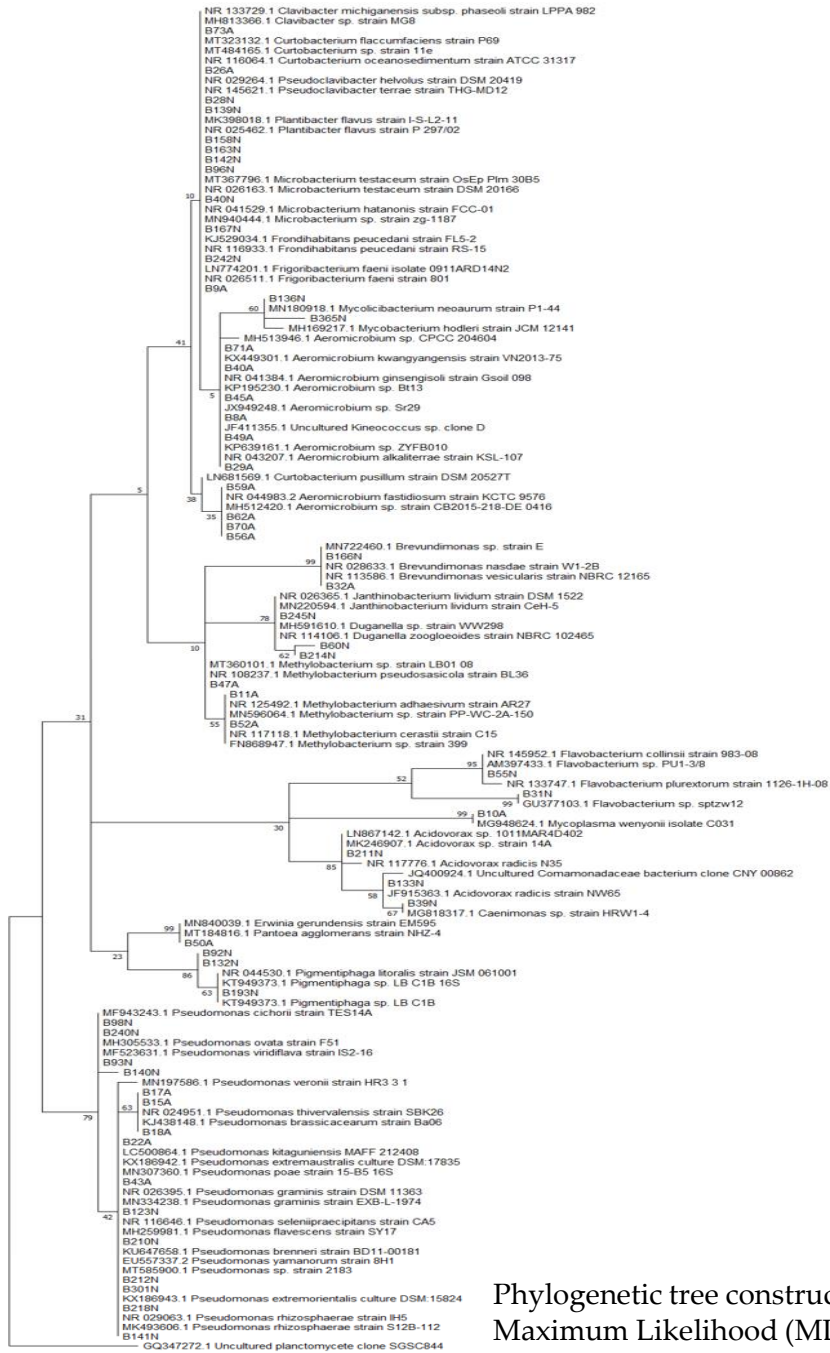 NR 133729.1 Clavibacter michiganensis subsp. phaseoli strain LPPA 982
MH813366.1 Clavibacter sp. strain MG8
B73A
MT323132.1 Curtobacterium flaccumfaciens strain P69
MT484165.1 Curtobacterium sp. strain 11e
NR 116064.1 Curtobacterium oceanosedimentum strain ATCC 31317
B26A
NR 029264.1 Pseudoclavibacter helvolus strain DSM 20419
NR 145621.1 Pseudoclavibacter terrae strain THG-MD12
B28N
B139N
MK398018.1 Plantibacter flavus strain I-S-L2-11
NR 025462.1 Plantibacter flavus strain P 297/02
B158N
B163N
B142N
B96N
MT367796.1 Microbacterium testaceum strain OsEp Plm 30B5
10
NR 026163.1 Microbacterium testaceum strain DSM 20166
B40N
NR 041529.1 Microbacterium hatanonis strain FCC-01
MN940444.1 Microbacterium sp. strain zg-1187
B167N
KJ529034.1 Frondihabitans peucedani strain FL5-2
NR 116933.1 Frondihabitans peucedani strain RS-15
B242N
LN774201.1 Frigoribacterium faeni isolate 0911ARD14N2
NR 026511.1 Frigoribacterium faeni strain 801
B9A
B136N
60
MN180918.1 Mycolicibacterium neoaurum strain P1-44
B365N
MH169217.1 Mycobacterium hodleri strain JCM 12141
MH513946.1 Aeromicrobium sp. CPCC 204604
41
B71A
KX449301.1 Aeromicrobium kwangyangensis strain VN2013-75
B40A
NR 041384.1 Aeromicrobium ginsengisoli strain Gsoil 098
KP195230.1 Aeromicrobium sp. Bt13
5
B45A
JX949248.1 Aeromicrobium sp. Sr29
B8A
JF411355.1 Uncultured Kineococcus sp. clone D
B49A
KP639161.1 Aeromicrobium sp. ZYFB010
NR 043207.1 Aeromicrobium alkaliterrae strain KSL-107
B29A
LN681569.1 Curtobacterium pusillum strain DSM 20527T
B59A
5
38
NR 044983.2 Aeromicrobium fastidiosum strain KCTC 9576
MH512420.1 Aeromicrobium sp. strain CB2015-218-DE 0416
35
B62A
B70A
B56A
MN722460.1 Brevundimonas sp. strain E
B166N
99
NR 028633.1 Brevundimonas nasdae strain W1-2B
NR 113586.1 Brevundimonas vesicularis strain NBRC 12165
B32A
NR 026365.1 Janthinobacterium lividum strain DSM 1522
MN220594.1 Janthinobacterium lividum strain CeH-5
B245N
78
MH591610.1 Duganella sp. strain WW298
NR 114106.1 Duganella zoogloeoides strain NBRC 102465
10
B60N
62
B214N
MT360101.1 Methylobacterium sp. strain LB01 08
NR 108237.1 Methylobacterium pseudosasicola strain BL36
B47A
B11A
NR 125492.1 Methylobacterium adhaesivum strain AR27
MN596064.1 Methylobacterium sp. strain PP-WC-2A-150
31
55
B52A
NR 117118.1 Methylobacterium cerastii strain C15
FN868947.1 Methylobacterium sp. strain 399
NR 145952.1 Flavobacterium collinsii strain 983-08
95
AM397433.1 Flavobacterium sp. PU1-3/8
B55N
52
NR 133747.1 Flavobacterium plurextorum strain 1126-1H-08
B31N
99
GU377103.1 Flavobacterium sp. sptzw12
99
B10A
30
MG948624.1 Mycoplasma wenyonii isolate C031
LN867142.1 Acidovorax sp. 1011MAR4D402
MK246907.1 Acidovorax sp. strain 14A
B211N
85
NR 117776.1 Acidovorax radicis N35
JQ400924.1 Uncultured Comamonadaceae bacterium clone CNY 00862
B133N
58
JF915363.1 Acidovorax radicis strain NW65
B39N
67
MG818317.1 Caenimonas sp. strain HRW1-4
MN840039.1 Erwinia gerundensis strain EM595
99
MT184816.1 Pantoea agglomerans strain NHZ-4
B50A
23
B92N
B132N
86
NR 044530.1 Pigmentiphaga litoralis strain JSM 061001
KT949373.1 Pigmentiphaga sp. LB C1B 16S
63
B193N
KT949373.1 Pigmentiphaga sp. LB C1B
MF943243.1 Pseudomonas cichorii strain TES14A
B98N
B240N
MH305533.1 Pseudomonas ovata strain F51
MF523631.1 Pseudomonas viridiflava strain IS2-16
B93N
B140N
MN197586.1 Pseudomonas veronii strain HR3 3 1
B17A
79
63
B15A
NR 024951.1 Pseudomonas thivervalensis strain SBK26
KJ438148.1 Pseudomonas brassicacearum strain Ba06
B18A
B22A
LC500864.1 Pseudomonas kitaguniensis MAFF 212408
KX186942.1 Pseudomonas extremaustralis culture DSM:17835
MN307360.1 Pseudomonas poae strain 15-B5 16S
B43A
NR 026395.1 Pseudomonas graminis strain DSM 11363
MN334238.1 Pseudomonas graminis strain EXB-L-1974
42
B123N
NR 116646.1 Pseudomonas seleniipraecipitans strain CA5
MH259981.1 Pseudomonas flavescens strain SY17
B210N
KU647658.1 Pseudomonas brenneri strain BD11-00181
EU557337.2 Pseudomonas yamanorum strain 8H1
MT585900.1 Pseudomonas sp. strain 2183
B212N
B301N
KX186943.1 Pseudomonas extremorientalis culture DSM:15824
B218N
NR 029063.1 Pseudomonas rhizosphaerae strain IH5
MK493606.1 Pseudomonas rhizosphaerae strain S12B-112
B141N
GQ347272.1 Uncultured planctomycete clone SGSC844
Phylogenetic tree construc
Maximum Likelihood (ML